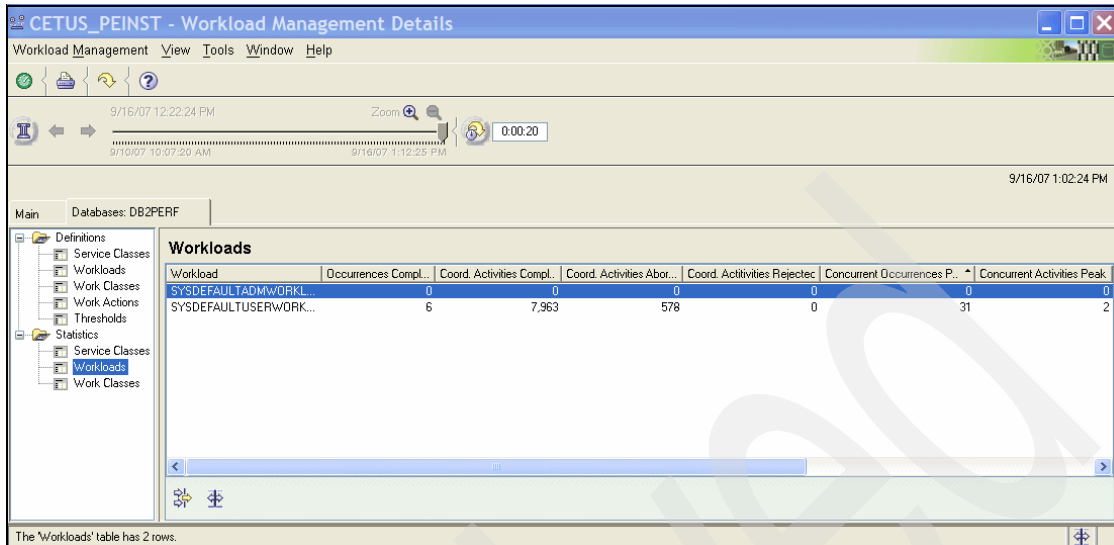 CETUS_PEINST - Workload Management Details
Workload Management View Tools Window Help
9/16/07 12:22:24 PM Zoom
0:00:20
9/10/07 10:07:20 AM 9/16/07 1:12:25 PM
9/16/07 1:02:24 PM
Main Databases: DB2PERF
Definitions
Service Classes
Workloads
Work Classes
Work Actions
Thresholds
Statistics
Service Classes
Workloads
Work Classes
Workloads
Workload Occurrences Compl... Coord. Activities Compl.. Coord. Activities Abor... Coord. Actitivities Rejectec Concurrent Occurrences P.. Concurrent Activities Peak
SYSDEFAULTADMWORKL... 0 0 0 0 0 0
SYSDEFAULTUSERWORK... 6 7,963 578 0 31 2
The 'Workloads' table has 2 rows.